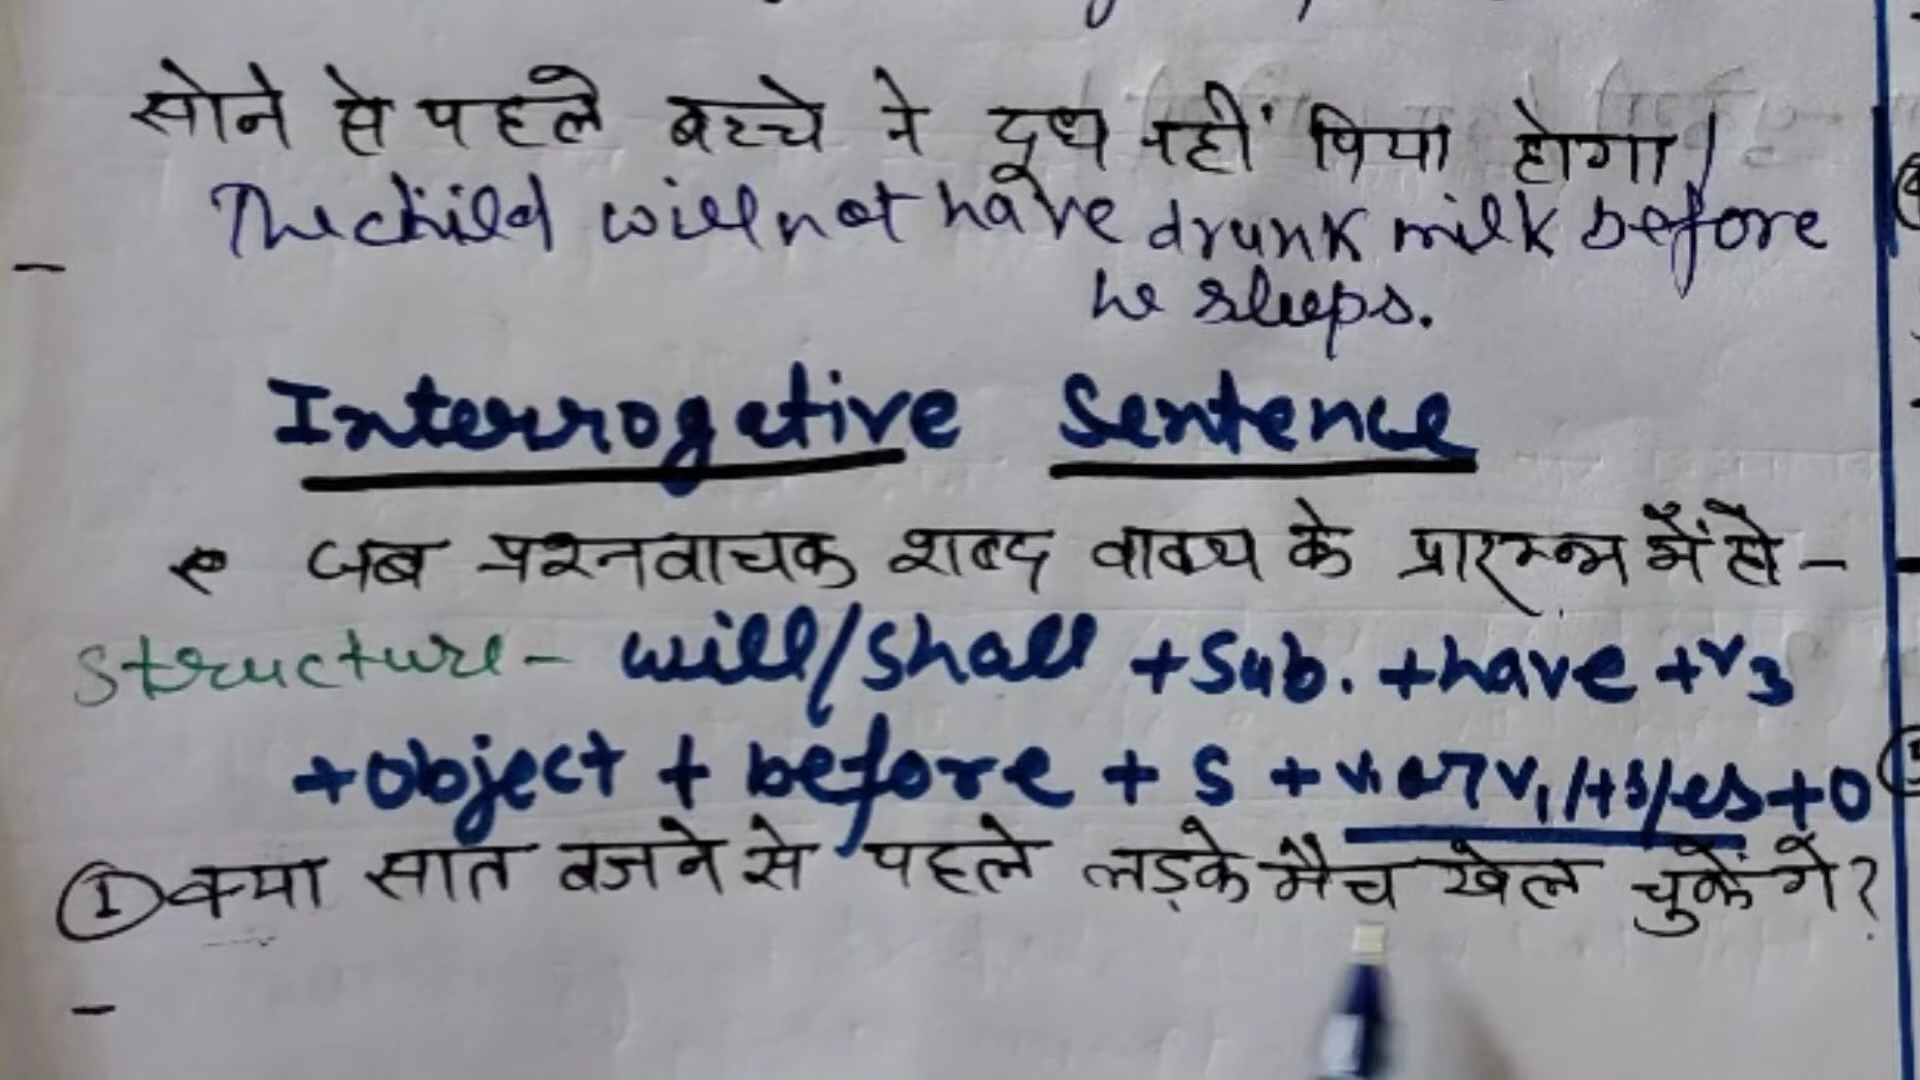 सोने से पहले बच्चे ने दूध नहीं पिया होगा।
The child will not have drunk milk before
he sleeps.
Interrogative Sentence
जब प्रश्नवाचक शब्द वाक्य के प्रारम्भ में हो -
Structure - will/shall + Sub. + have + v3
+ object + before + S + v1 or v1/+s/es + o
① क्या सात बजने से पहले लड़के मैच खेल चुकेंगे?
-